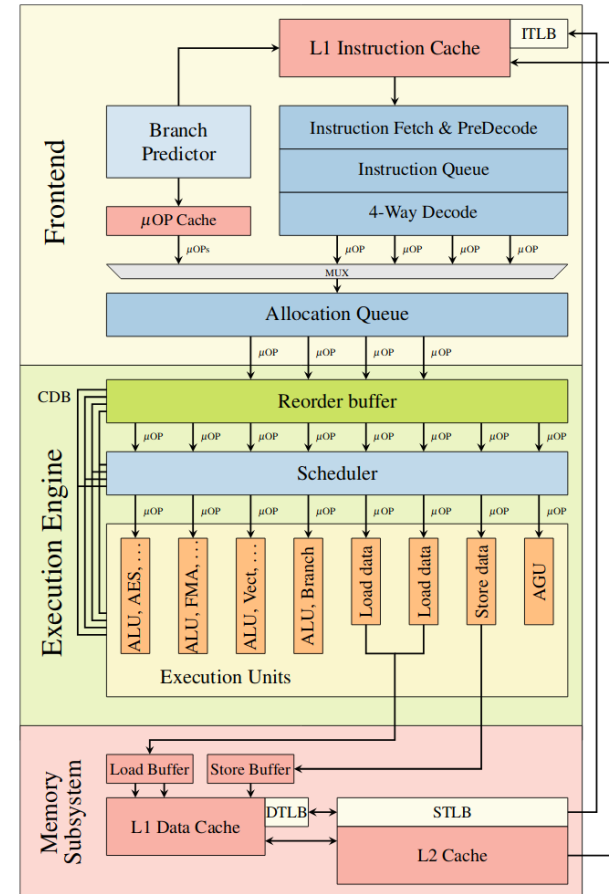 Frontend
L1 Instruction Cache
ITLB
Branch
Predictor
Instruction Fetch & PreDecode
Instruction Queue
μOP Cache
4-Way Decode
μOPs
μOP
μOP
μOP
μOP
MUX
Allocation Queue
μOP
μOP
μOP
μOP
Execution Engine
CDB
Reorder buffer
μOP
μOP
μOP
μOP
μOP
μOP
μOP
μOP
Scheduler
μOP
μOP
μOP
μOP
μOP
μOP
μOP
μOP
ALU, AES, …
ALU, FMA, …
ALU, Vect, …
ALU, Branch
Load data
Load data
Store data
AGU
Execution Units
Memory
Subsystem
Load Buffer
Store Buffer
L1 Data Cache
DTLB
STLB
L2 Cache